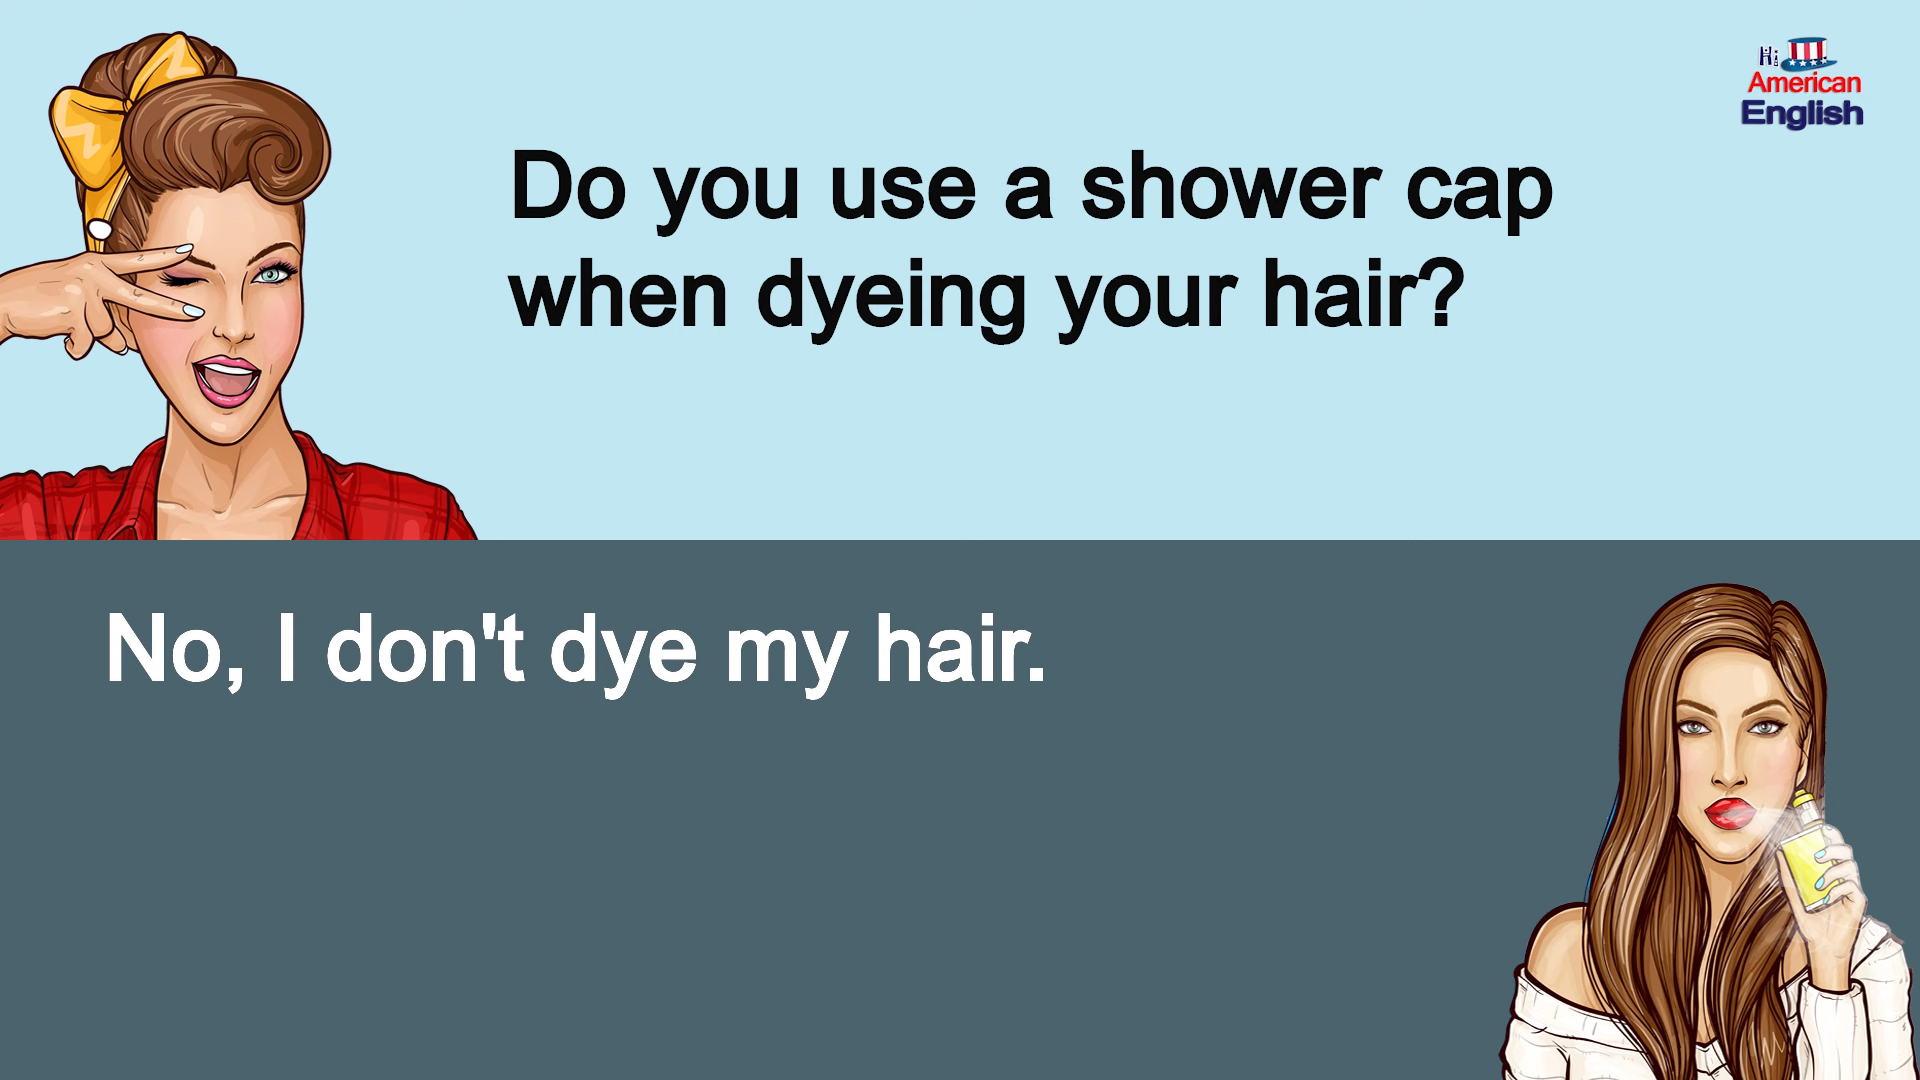 Hi
American
English
Do you use a shower cap
when dyeing your hair?
No, I don't dye my hair.